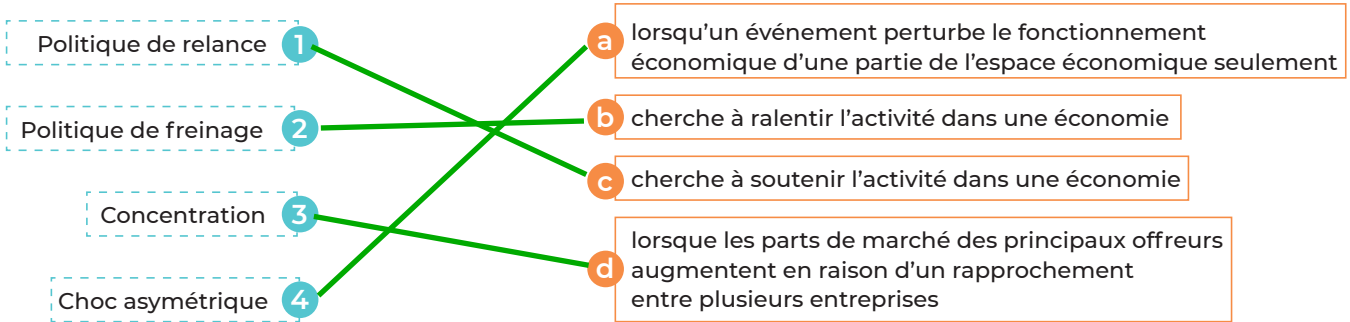 Politique de relance 1
Politique de freinage 2
Concentration 3
Choc asymétrique 4
a lorsqu’un événement perturbe le fonctionnement
économique d’une partie de l’espace économique seulement
b cherche à ralentir l’activité dans une économie
c cherche à soutenir l’activité dans une économie
d lorsque les parts de marché des principaux offreurs
augmentent en raison d’un rapprochement
entre plusieurs entreprises